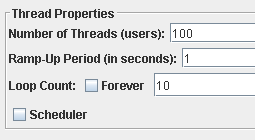 Thread Properties
Number of Threads (users): 100
Ramp-Up Period (in seconds): 1
Loop Count: Forever 10
Scheduler